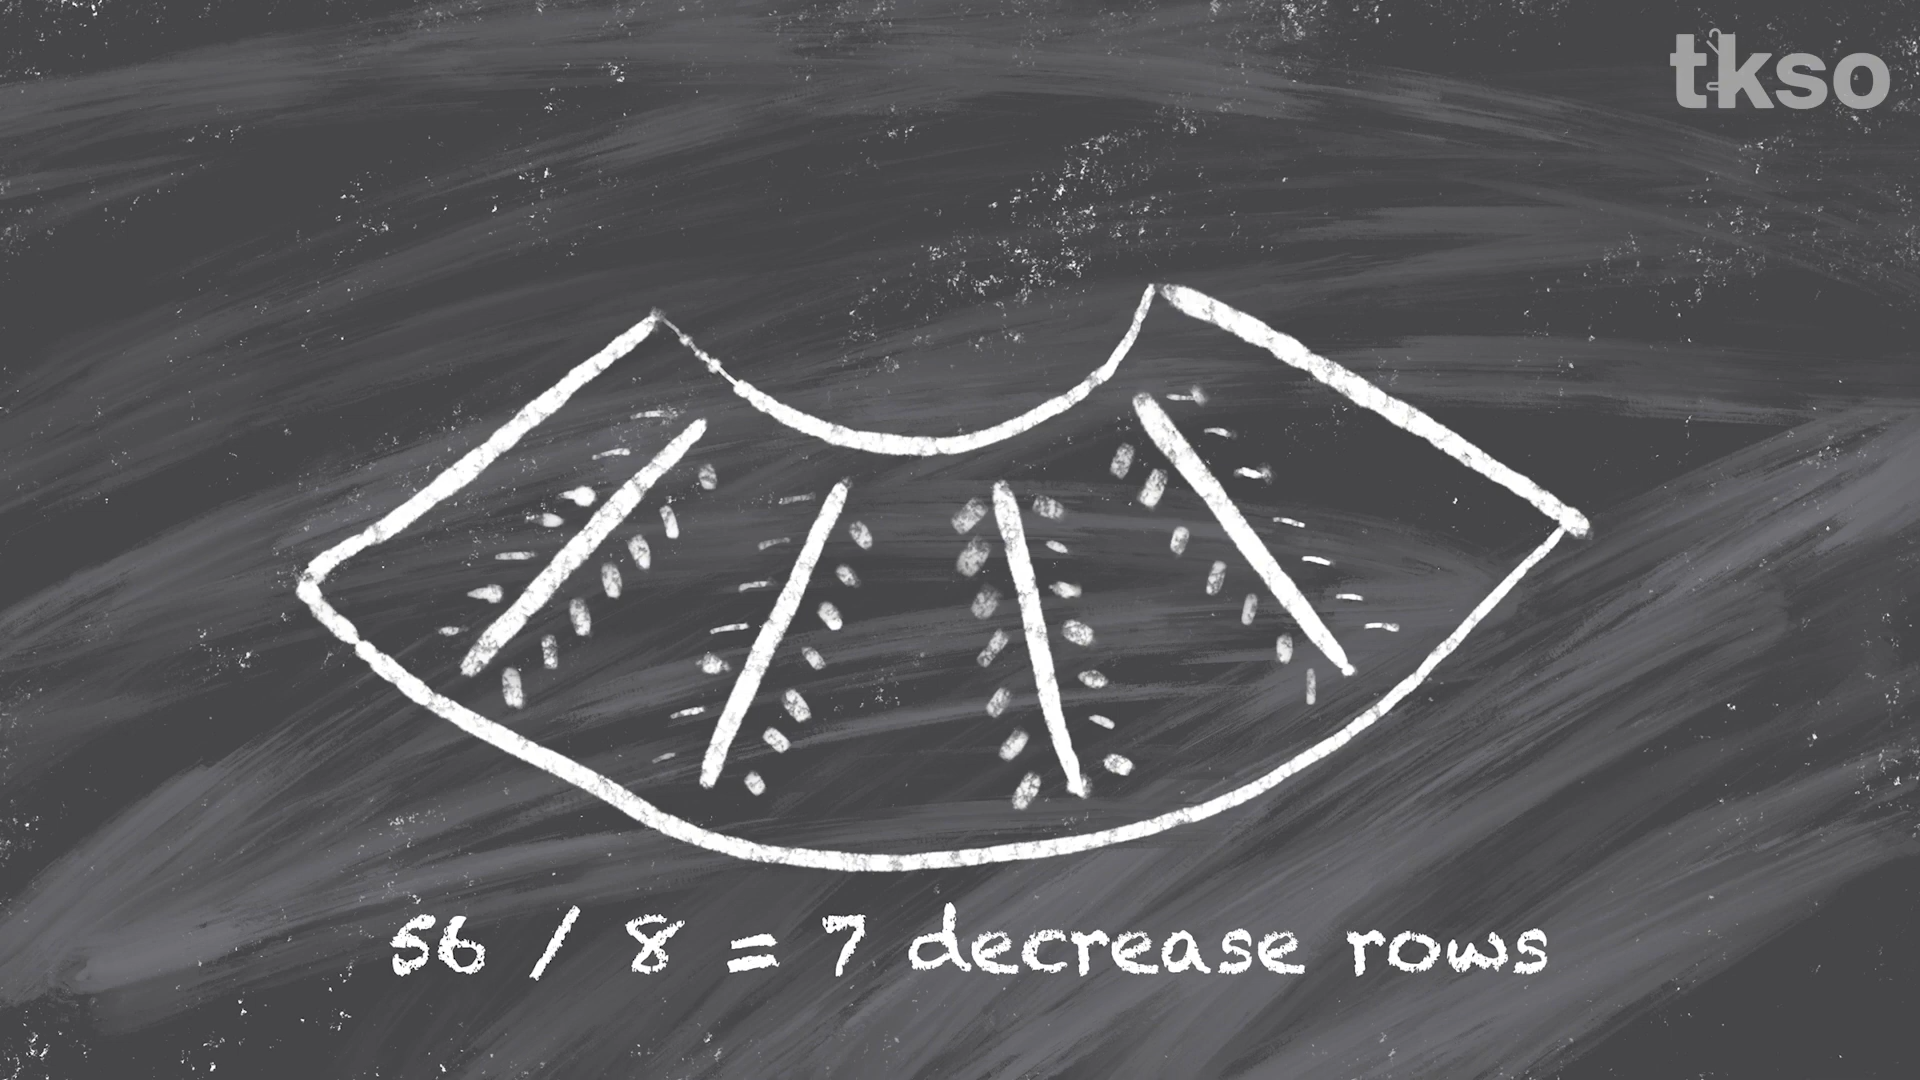 tkso
56 / 8 = 7 decrease rows